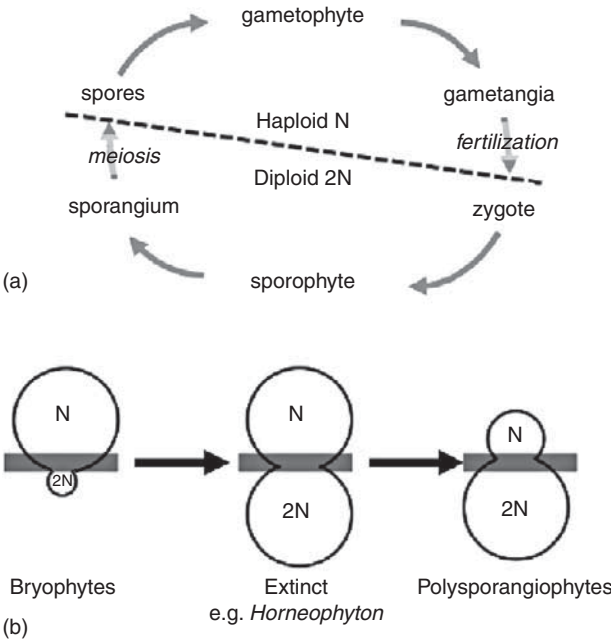 gametophyte
spores
gametangia
Haploid N
meiosis
fertilization
Diploid 2N
sporangium
zygote
sporophyte
(a)
N
2N
N
2N
N
2N
Bryophytes
Extinct
e.g. Horneophyton
Polysporangiophytes
(b)